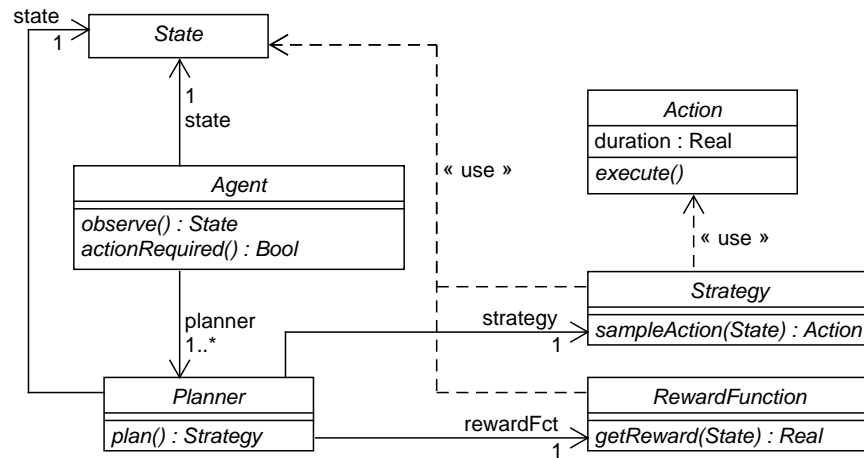 state
1
State
1
state
Action
duration : Real
execute()
« use »
Agent
observe() : State
actionRequired() : Bool
« use »
Strategy
sampleAction(State) : Action
planner
1..*
strategy
1
Planner
plan() : Strategy
rewardFct
1
RewardFunction
getReward(State) : Real